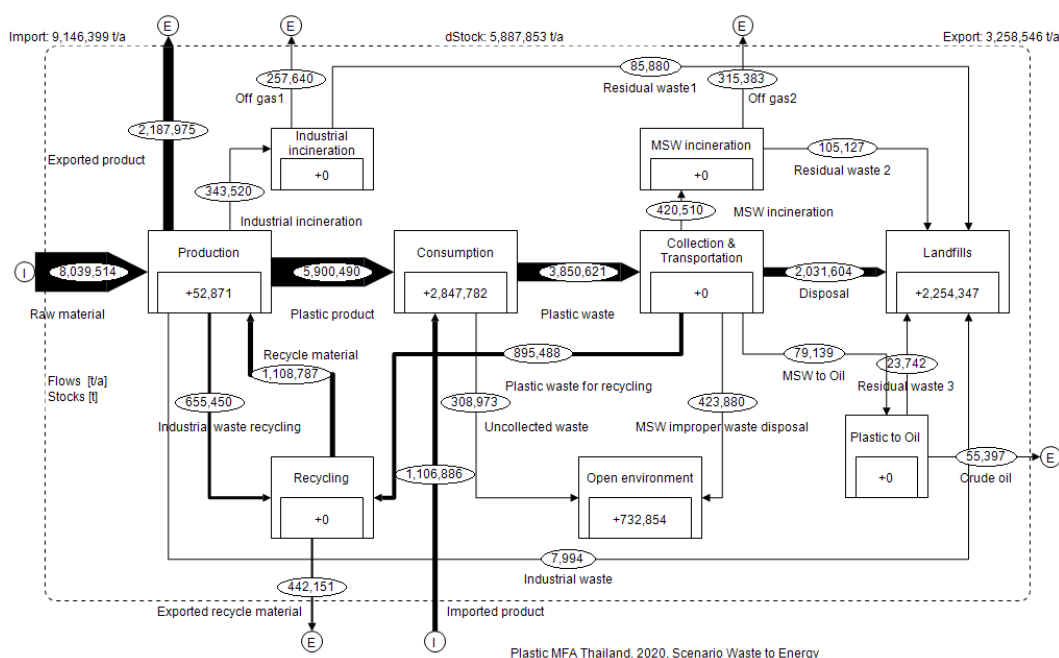 Import: 9,146,399 t/a
E
E
dStock: 5,887,853 t/a
E
Export: 3,258,546 t/a
257,640
85,880
315,383
Off gas1
Residual waste1
Off gas2
2,187,975
Industrial
incineration
+0
MSW incineration
+0
105,127
Residual waste 2
Exported product
343,520
420,510
Industrial incineration
MSW incineration
Production
Consumption
Collection &
Transportation
Landfills
I
8,039,514
5,900,490
3,850,621
2,031,604
+52,871
+2,847,782
+0
+2,254,347
Raw material
Plastic product
Plastic waste
Disposal
Recycle material
895,488
79,139
23,742
1,108,787
Plastic waste for recycling
MSW to Oil
Residual waste 3
Flows [t/a]
Stocks [t]
655,450
308,973
423,880
Industrial waste recycling
Uncollected waste
MSW improper waste disposal
Plastic to Oil
+0
55,397
E
Crude oil
Recycling
+0
1,106,886
Open environment
+732,854
7,994
Industrial waste
442,151
Exported recycle material
Imported product
E
I
Plastic MFA Thailand, 2020, Scenario Waste to Energy